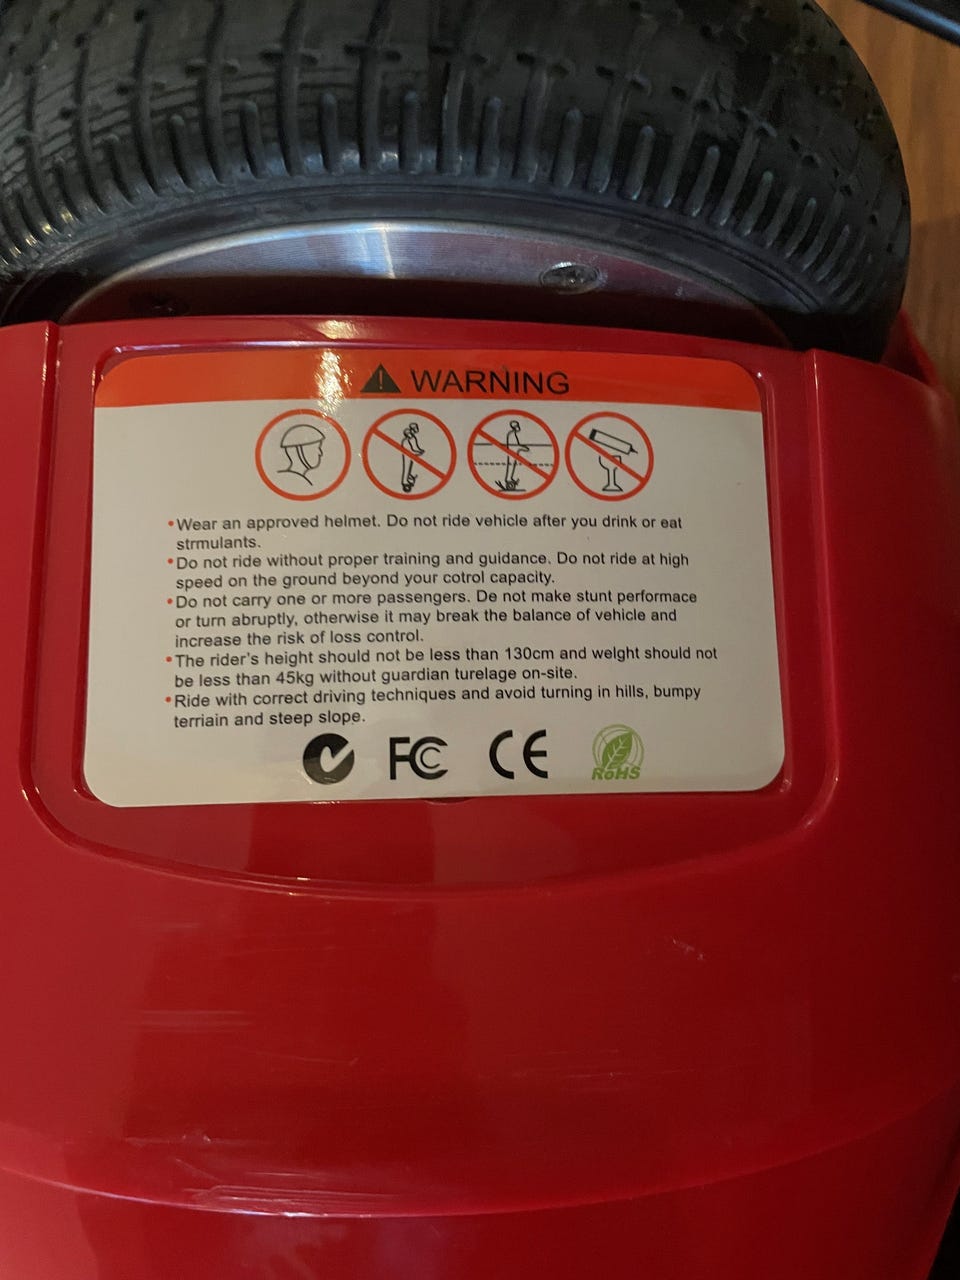 WARNING
•Wear an approved helmet. Do not ride vehicle after you drink or eat
strmulants.
•Do not ride without proper training and guidance. Do not ride at high
speed on the ground beyond your cotrol capacity.
•Do not carry one or more passengers. De not make stunt performace
or turn abruptly, otherwise it may break the balance of vehicle and
increase the risk of loss control.
•The rider's height should not be less than 130cm and welght should not
be less than 45kg without guardian turelage on-site.
•Ride with correct driving techniques and avoid turning in hills, bumpy
terriain and steep slope.
FC CE RoHS